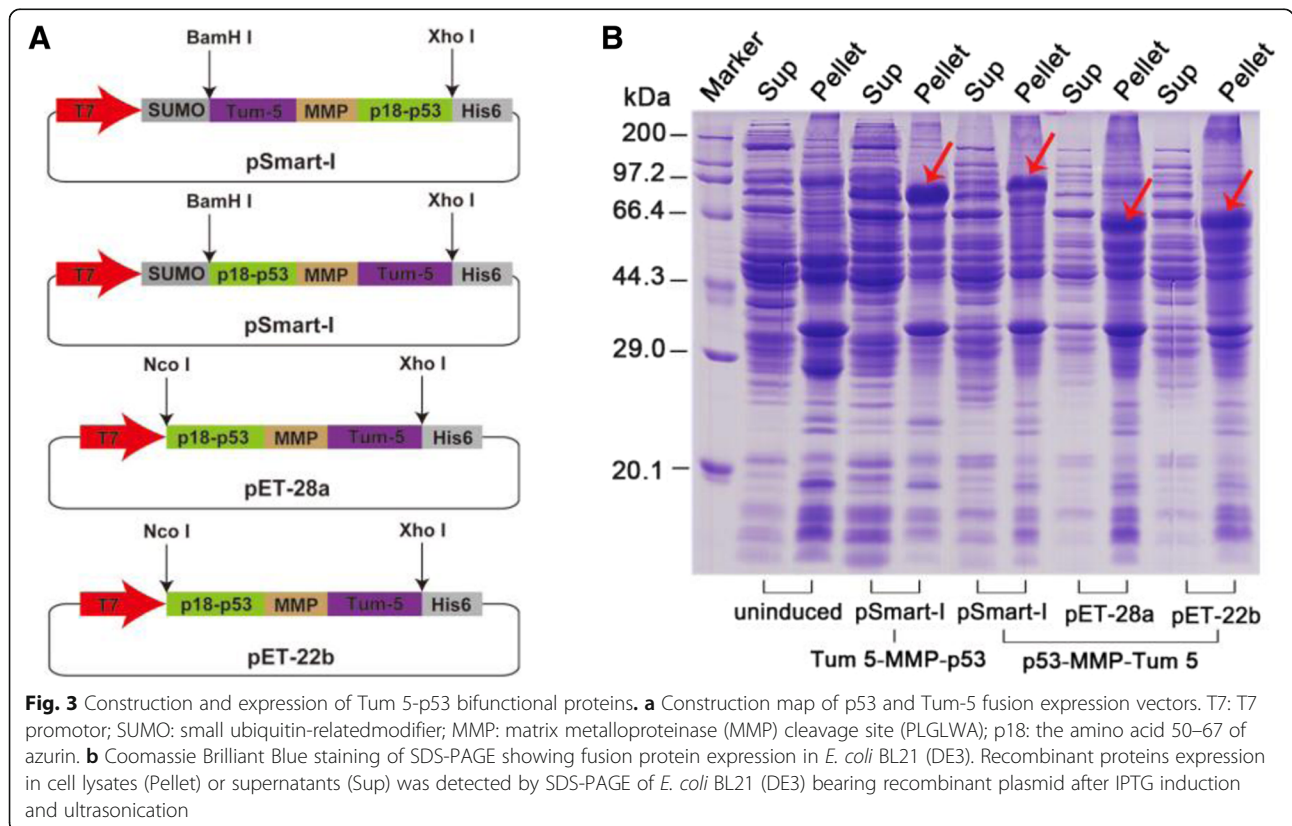 A
BamH I Xho I
T7 SUMO Tum-5 MMP p18-p53 His6
pSmart-I
BamH I Xho I
T7 SUMO p18-p53 MMP Tum-5 His6
pSmart-I
Nco I Xho I
T7 p18-p53 MMP Tum-5 His6
pET-28a
Nco I Xho I
T7 p18-p53 MMP Tum-5 His6
pET-22b
B
kDa Marker Sup Pellet Sup Pellet Sup Pellet Sup Pellet
200
97.2
66.4
44.3
29.0
20.1
uninduced pSmart-I pSmart-I pET-28a pET-22b
Tum 5-MMP-p53 p53-MMP-Tum 5
Fig. 3 Construction and expression of Tum 5-p53 bifunctional proteins. a Construction map of p53 and Tum-5 fusion expression vectors. T7: T7
promotor; SUMO: small ubiquitin-relatedmodifier; MMP: matrix metalloproteinase (MMP) cleavage site (PLGLWA); p18: the amino acid 50–67 of
azurin. b Coomassie Brilliant Blue staining of SDS-PAGE showing fusion protein expression in E. coli BL21 (DE3). Recombinant proteins expression
in cell lysates (Pellet) or supernatants (Sup) was detected by SDS-PAGE of E. coli BL21 (DE3) bearing recombinant plasmid after IPTG induction
and ultrasonication